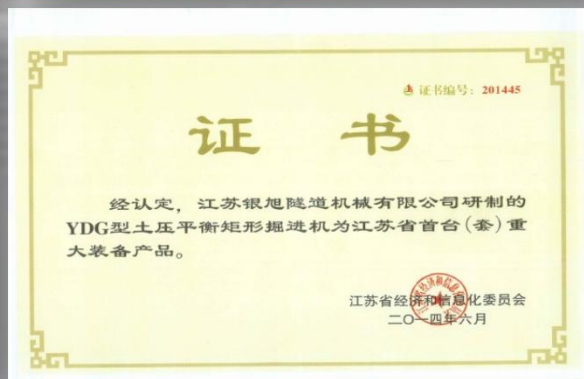 证书编号：201445
证 书
经认定，江苏银旭隧道机械有限公司研制的
YDG型土压平衡矩形掘进机为江苏省首台(套)重
大装备产品。
江苏省经济和信息化委员会
二〇一四年六月